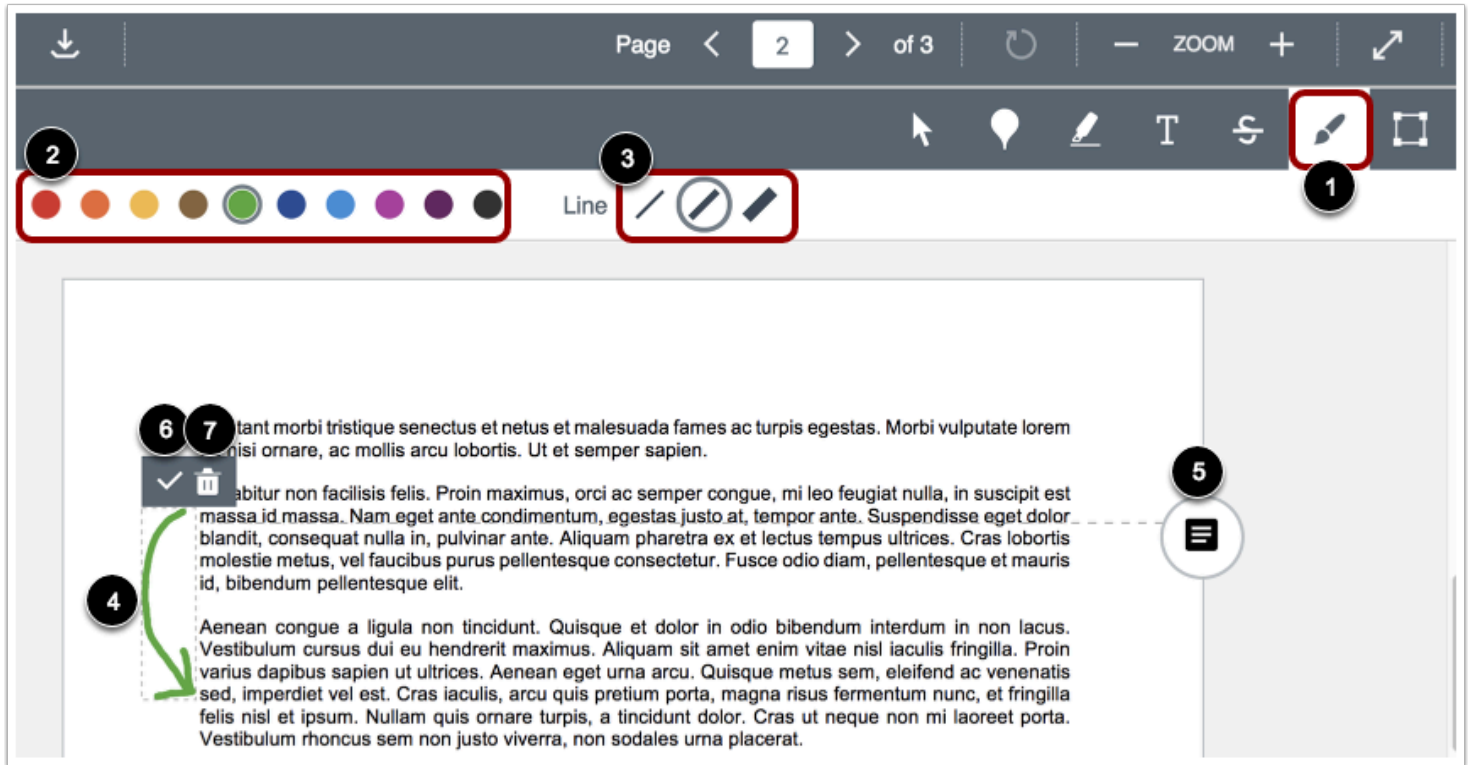 Page 2 of 3 ZOOM
T S
2
3
1
Line
6 7 tant morbi tristique senectus et netus et malesuada fames ac turpis egestas. Morbi vulputate lorem
nisi ornare, ac mollis arcu lobortis. Ut et semper sapien.
5
abitur non facilisis felis. Proin maximus, orci ac semper congue, mi leo feugiat nulla, in suscipit est
massa id massa. Nam eget ante condimentum, egestas justo at, tempor ante. Suspendisse eget dolor
blandit, consequat nulla in, pulvinar ante. Aliquam pharetra ex et lectus tempus ultrices. Cras lobortis
molestie metus, vel faucibus purus pellentesque consectetur. Fusce odio diam, pellentesque et mauris
id, bibendum pellentesque elit.
4
Aenean congue a ligula non tincidunt. Quisque et dolor in odio bibendum interdum in non lacus.
Vestibulum cursus dui eu hendrerit maximus. Aliquam sit amet enim vitae nisl iaculis fringilla. Proin
varius dapibus sapien ut ultrices. Aenean eget urna arcu. Quisque metus sem, eleifend ac venenatis
sed, imperdiet vel est. Cras iaculis, arcu quis pretium porta, magna risus fermentum nunc, et fringilla
felis nisl et ipsum. Nullam quis ornare turpis, a tincidunt dolor. Cras ut neque non mi laoreet porta.
Vestibulum rhoncus sem non justo viverra, non sodales urna placerat.